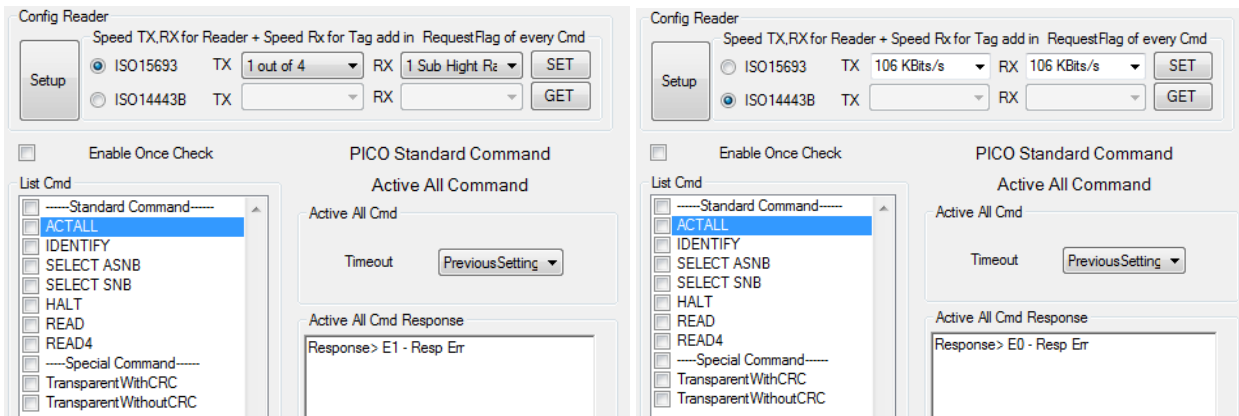 Config Reader
Speed TX,RX for Reader + Speed Rx for Tag add in RequestFlag of every Cmd
Setup
ISO15693 TX 1 out of 4 RX 1 Sub Hight Ra SET
ISO14443B TX RX GET
Enable Once Check
PICO Standard Command
List Cmd
Active All Command
-----Standard Command-----
ACTALL
IDENTIFY
SELECT ASNB
SELECT SNB
HALT
READ
READ4
-----Special Command-----
TransparentWithCRC
TransparentWithoutCRC
Active All Cmd
Timeout PreviousSetting
Active All Cmd Response
Response> E1 - Resp Err
Config Reader
Speed TX,RX for Reader + Speed Rx for Tag add in RequestFlag of every Cmd
Setup
ISO15693 TX 106 KBits/s RX 106 KBits/s SET
ISO14443B TX RX GET
Enable Once Check
PICO Standard Command
List Cmd
Active All Command
-----Standard Command-----
ACTALL
IDENTIFY
SELECT ASNB
SELECT SNB
HALT
READ
READ4
-----Special Command-----
TransparentWithCRC
TransparentWithoutCRC
Active All Cmd
Timeout PreviousSetting
Active All Cmd Response
Response> E0 - Resp Err